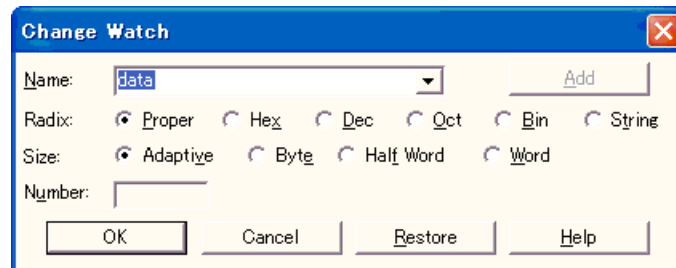 Change Watch
Name: data Add
Radix: Proper Hex Dec Oct Bin String
Size: Adaptive Byte Half Word Word
Number:
OK Cancel Restore Help